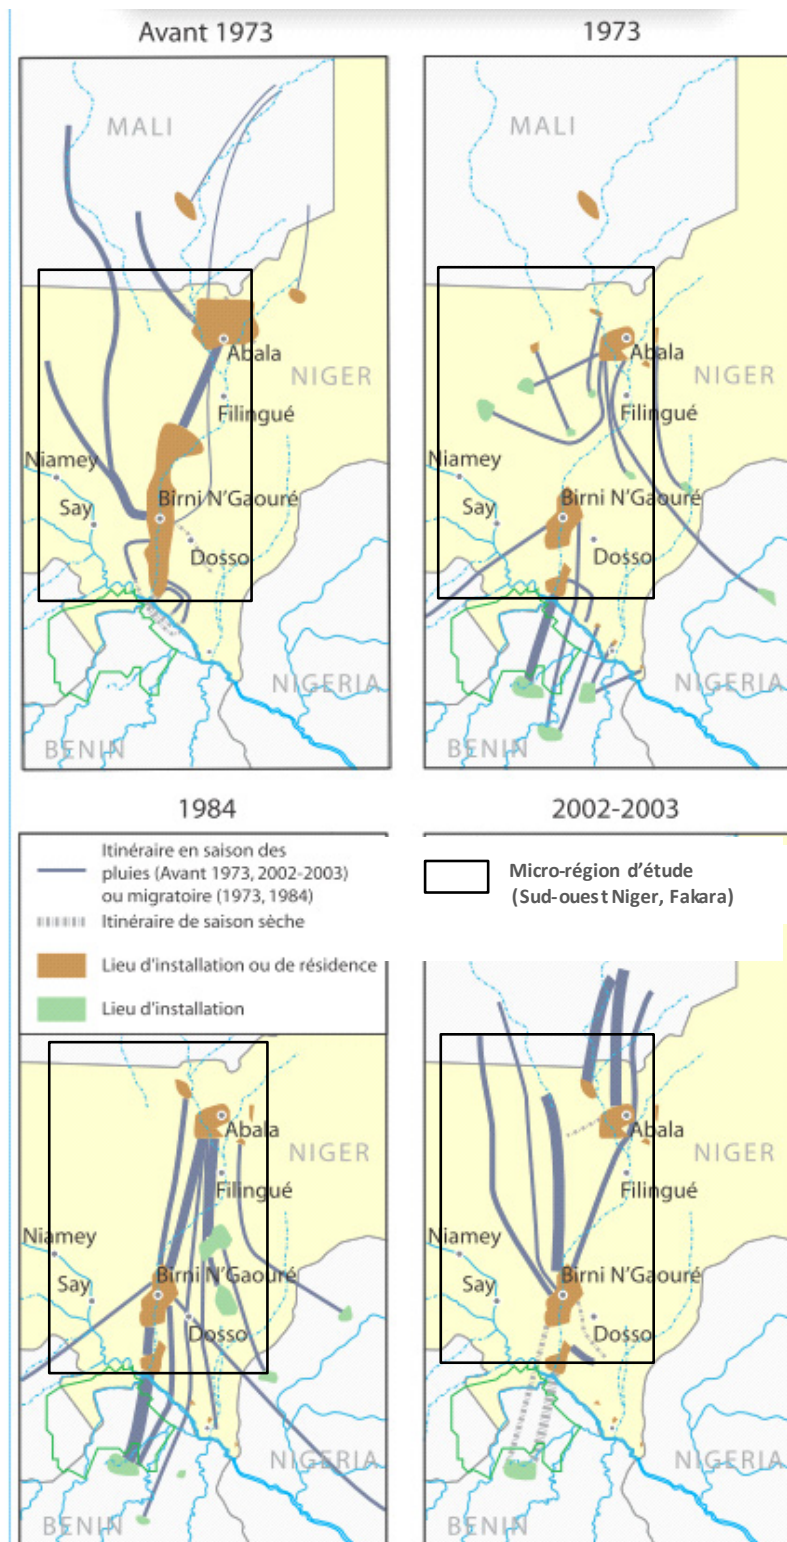 Avant 1973
MALI
Abala
NIGER
Filingué
Niamey
Birni N'Gaouré
Say
Dosso
NIGERIA
BENIN
1973
MALI
Abala
NIGER
Filingué
Niamey
Birni N'Gaouré
Say
Dosso
NIGERIA
BENIN
1984
Itinéraire en saison des
pluies (Avant 1973, 2002-2003)
ou migratoire (1973, 1984)
Itinéraire de saison sèche
Lieu d'installation ou de résidence
Lieu d'installation
Abala
NIGER
Filingué
Niamey
Birni N'Gaouré
Say
Dosso
NIGERIA
BENIN
2002-2003
Micro-région d'étude
(Sud-ouest Niger, Fakara)
Abala
NIGER
Filingué
Niamey
Birni N'Gaouré
Say
Dosso
NIGERIA
BENIN